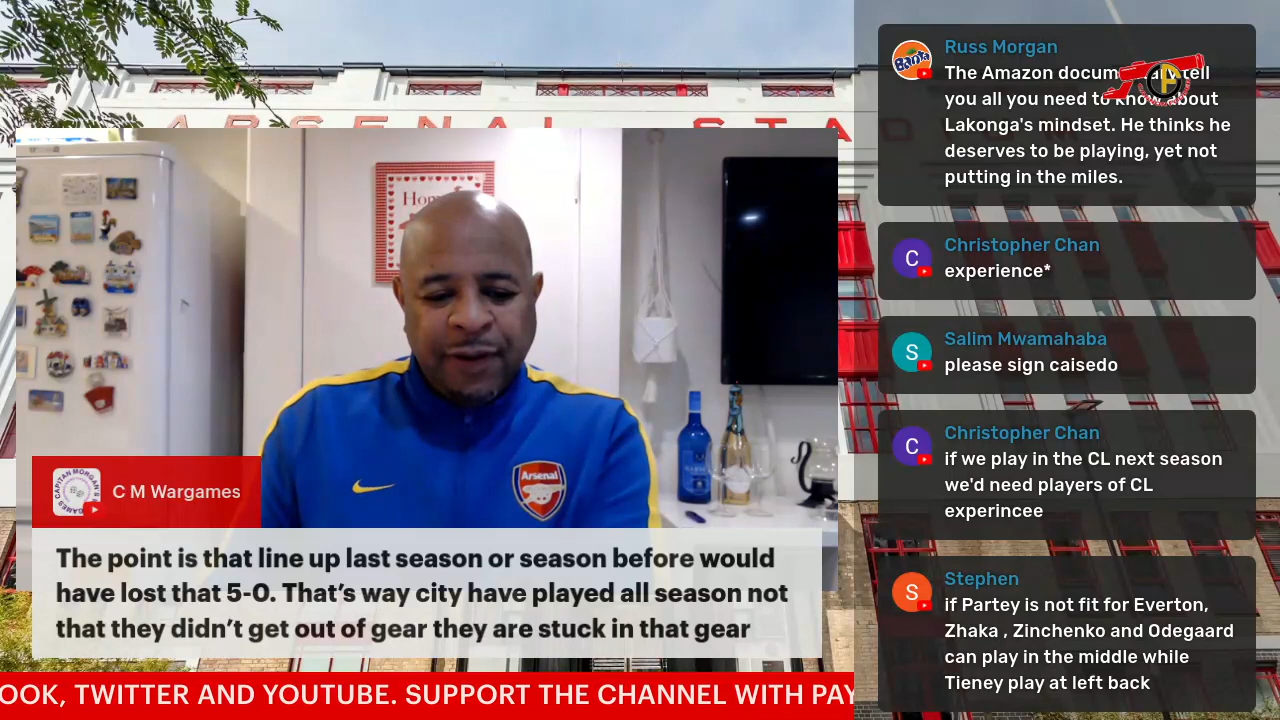 ARSENAL STA
Hom
Arsenal
C M Wargames
The point is that line up last season or season before would
have lost that 5-0. That's way city have played all season not
that they didn't get out of gear they are stuck in that gear
OOK, TWITTER AND YOUTUBE. SUPPORT THE CHANNEL WITH PAY
Russ Morgan
The Amazon tell
you all you need to know about
Lakonga's mindset. He thinks he
deserves to be playing, yet not
putting in the miles.
C
Christopher Chan
experience*
S
Salim Mwamahaba
please sign caisedo
C
Christopher Chan
if we play in the CL next season
we'd need players of CL
experincee
S
Stephen
if Partey is not fit for Everton,
Zhaka , Zinchenko and Odegaard
can play in the middle while
Tieney play at left back